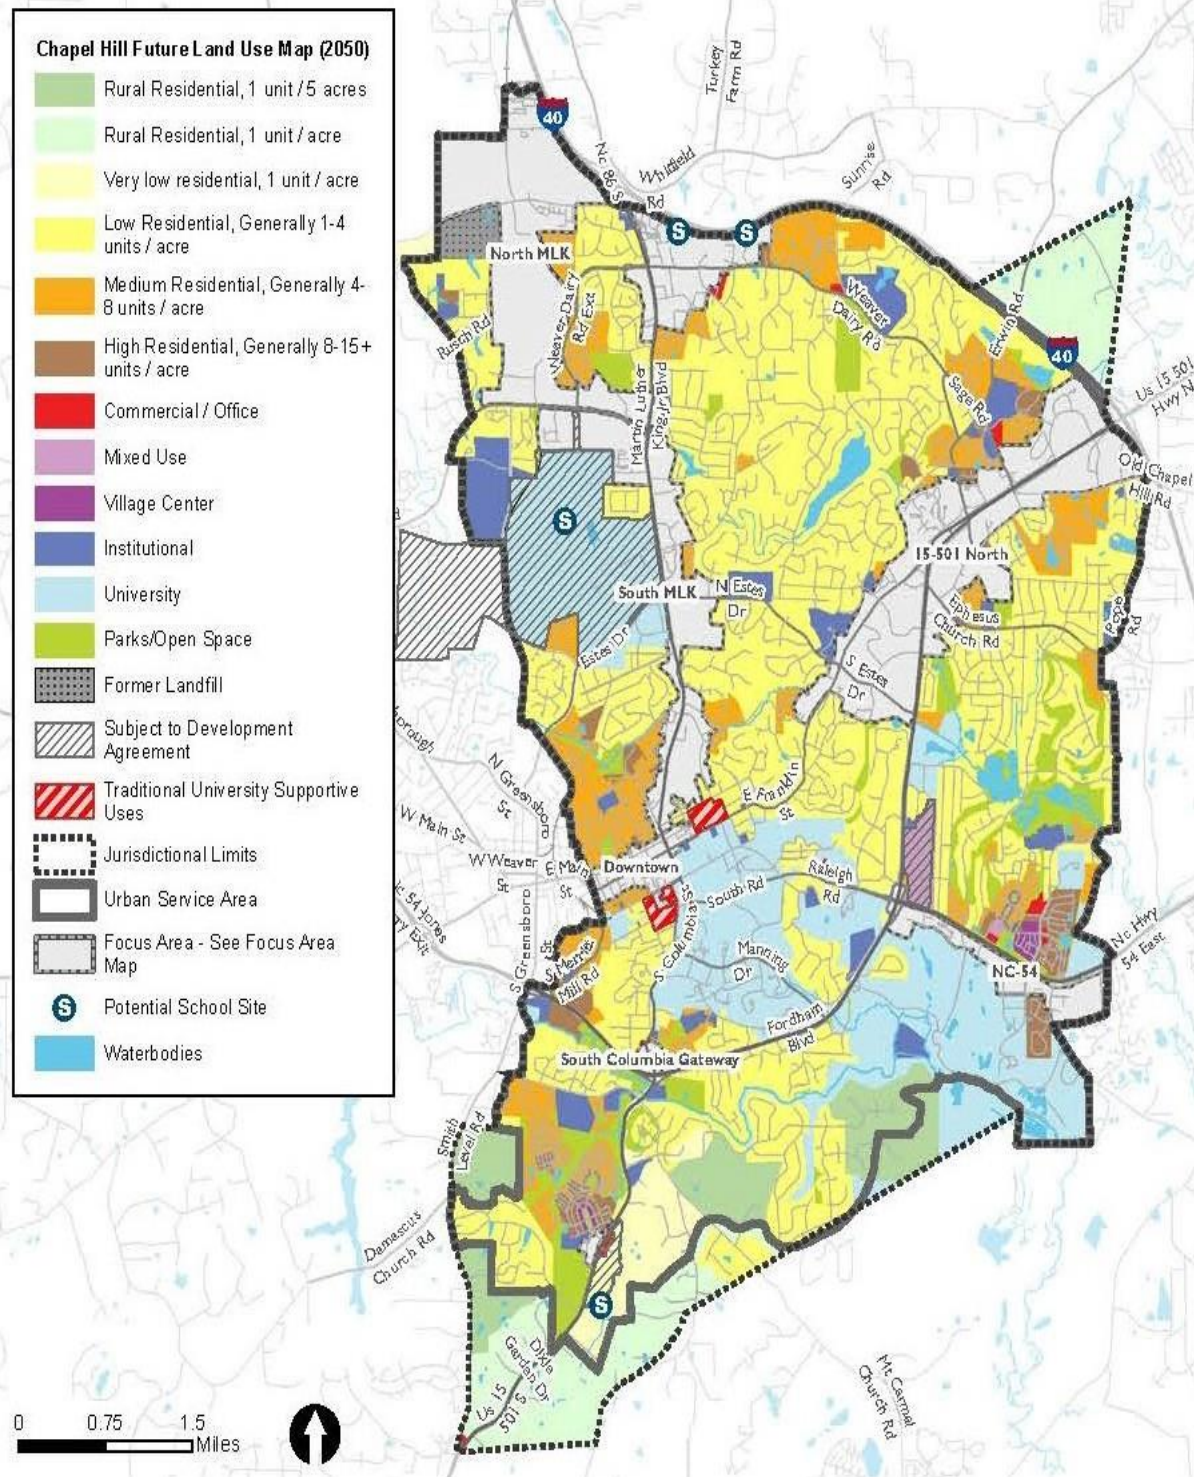 Chapel Hill Future Land Use Map (2050)
Rural Residential, 1 unit / 5 acres
Rural Residential, 1 unit / acre
Very low residential, 1 unit / acre
Low Residential, Generally 1-4
units / acre
Medium Residential, Generally 4-
8 units / acre
High Residential, Generally 8-15+
units / acre
Commercial / Office
Mixed Use
Village Center
Institutional
University
Parks/Open Space
Former Landfill
Subject to Development
Agreement
Traditional University Supportive
Uses
Jurisdictional Limits
Urban Service Area
Focus Area - See Focus Area
Map
S
Potential School Site
Waterbodies
0 0.75 1.5
Miles
Turkey
Farm Rd
40
Nc 86 S
Whitfield
Rd
Sunrise
Rd
S
S
North MLK
Weaver Dairy
Rd Ext
Weaver
Dairy Rd
Erwin Rd
40
Us 15 501
Hwy N
Martin Luther
King Jr Blvd
Sage Rd
Old Chapel
Hill Rd
S
15-501 North
South MLK
N Estes
Dr
Ephesus
Church Rd
Pope
Rd
Estes Dr
S Estes
Dr
N Greensboro
St
E Franklin
St
W Main St
W Weaver
St
E Main
St
Downtown
Raleigh
Rd
South Rd
S Columbia St
S Greensboro
St
S Merritt
Mill Rd
Manning
Dr
Nc Hwy
54 East
NC-54
Fordham
Blvd
South Columbia Gateway
Smith
Level Rd
Damascus
Church Rd
S
Dixie
Garden Dr
Us 15
501 S
Mt Carmel
Church Rd